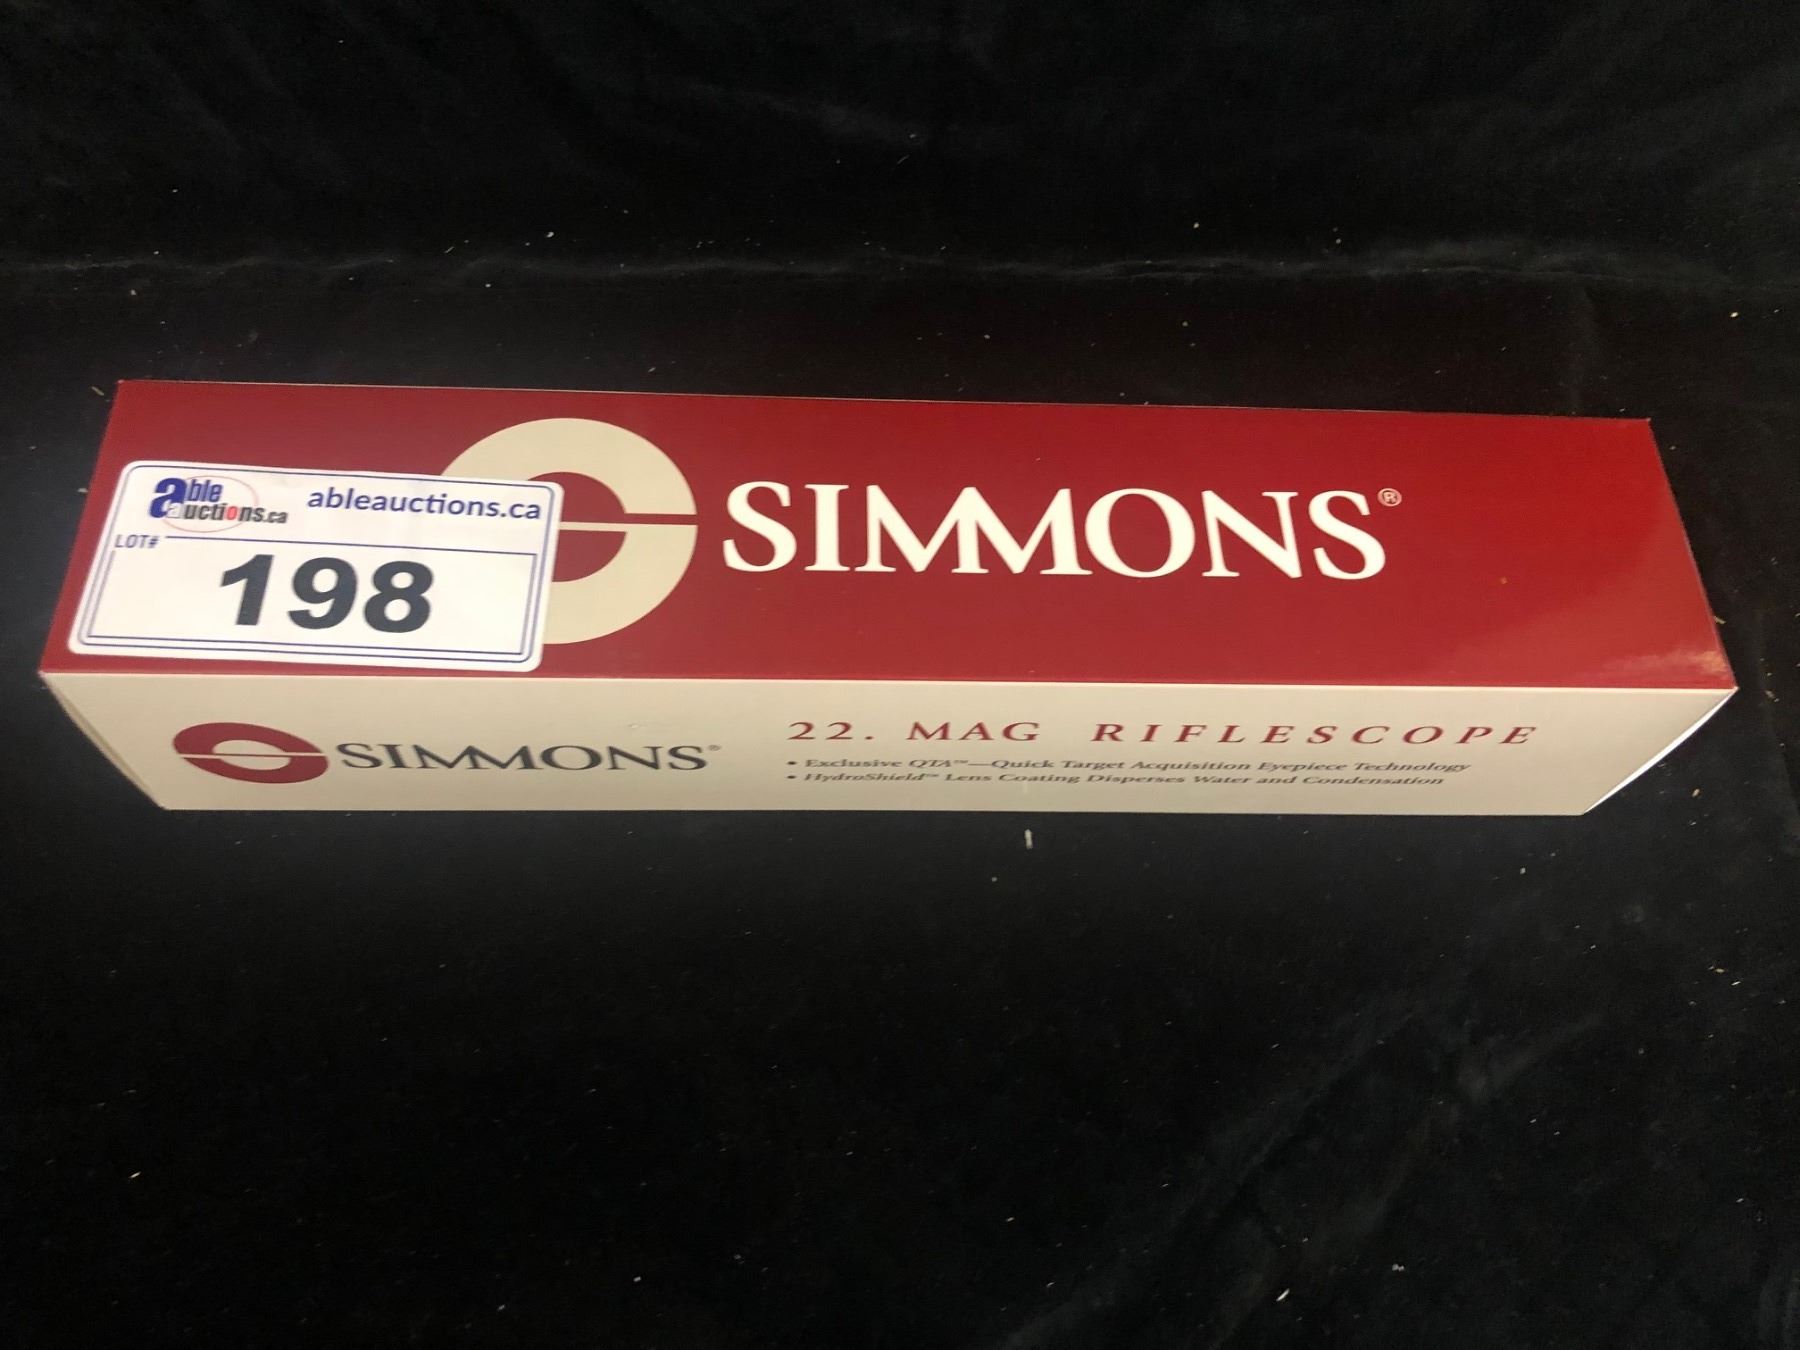 able
auctions.ca
ableauctions.ca
LOT#
198
SIMMONS®
SIMMONS®
22. MAG RIFLESCOPE
• Exclusive QTA™—Quick Target Acquisition Eyepiece Technology
• HydroShield™ Lens Coating Disperses Water and Condensation